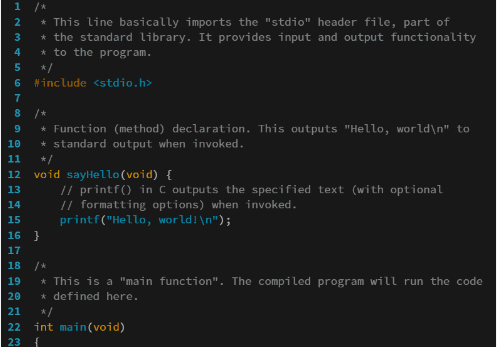 1 /*
2  * This line basically imports the "stdio" header file, part of
3  * the standard library. It provides input and output functionality
4  * to the program.
5  */
6 #include <stdio.h>
7
8 /*
9  * Function (method) declaration. This outputs "Hello, world\n" to
10  * standard output when invoked.
11  */
12 void sayHello(void) {
13     // printf() in C outputs the specified text (with optional
14     // formatting options) when invoked.
15     printf("Hello, world!\n");
16 }
17
18 /*
19  * This is a "main function". The compiled program will run the code
20  * defined here.
21  */
22 int main(void)
23 {